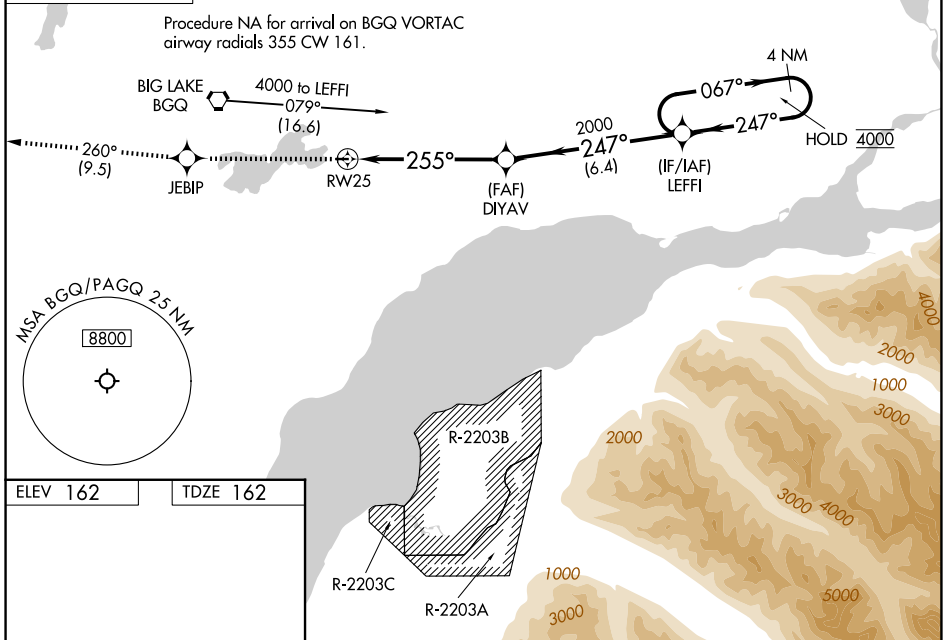 Procedure NA for arrival on BGQ VORTAC
airway radials 355 CW 161.
4 NM
BIG LAKE
BGQ
4000 to LEFFI
079°
(16.6)
067°
247°
HOLD 4000
2000
247°
(6.4)
(IF/IAF)
LEFFI
260°
(9.5)
JEBIP
RW25
255°
(FAF)
DIYAV
MSA BGQ/PAGQ 25 NM
8800
4000
2000
1000
3000
2000
R-2203B
3000
4000
ELEV 162
TDZE 162
R-2203C
R-2203A
1000
3000
5000